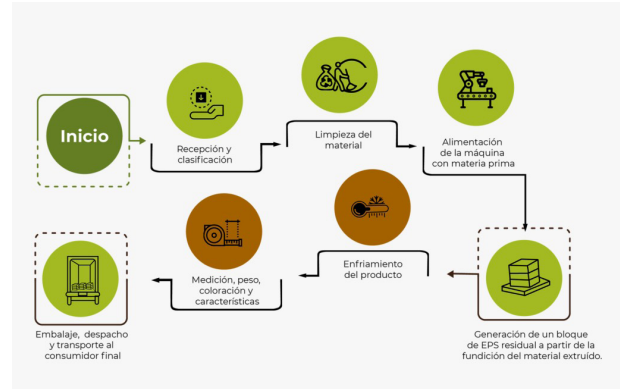 Inicio
Recepción y
clasificación
Limpieza del
material
Alimentación
de la máquina
con materia prima
Generación de un bloque
de EPS residual a partir de la
fundición del material extruído.
Enfriamiento
del producto
Medición, peso,
coloración y
características
Embalaje, despacho
y transporte al
consumidor final